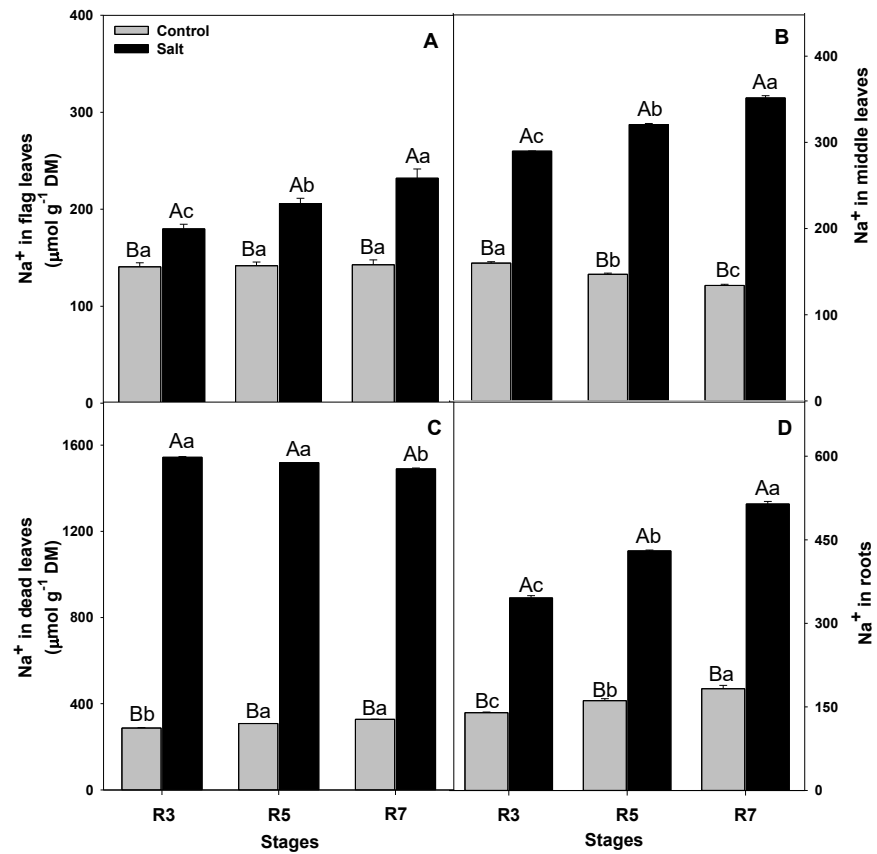 Control
Salt
A
Na+ in flag leaves
(μmol g-1 DM)
400
300
200
100
0
Ba
Ac
Ba
Ab
Ba
Aa
B
Na+ in middle leaves
400
300
200
100
0
Ba
Ac
Bb
Ab
Bc
Aa
C
Na+ in dead leaves
(μmol g-1 DM)
1600
1200
800
400
0
Bb
Aa
Ba
Aa
Ba
Ab
R3
R5
R7
Stages
D
Na+ in roots
600
450
300
150
0
Bc
Ac
Bb
Ab
Ba
Aa
R3
R5
R7
Stages